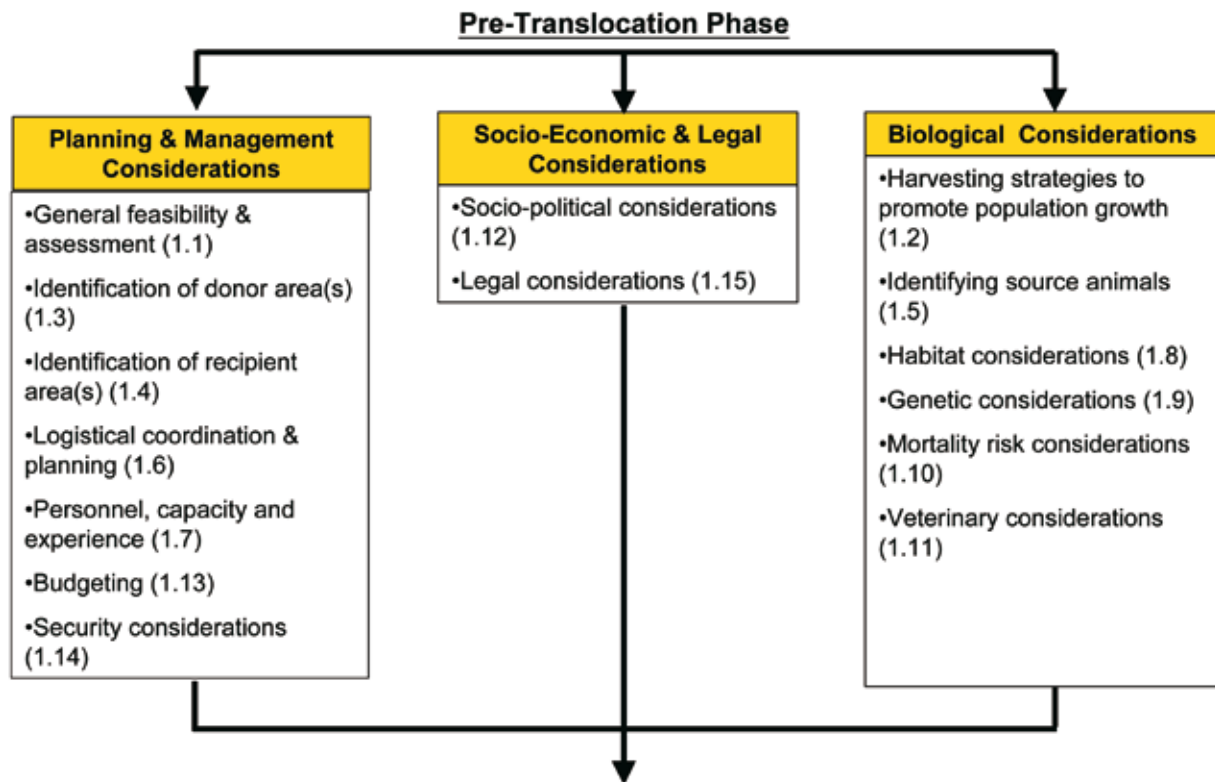 Pre-Translocation Phase
Planning & Management
Considerations
•General feasibility &
assessment (1.1)
•Identification of donor area(s)
(1.3)
•Identification of recipient
area(s) (1.4)
•Logistical coordination &
planning (1.6)
•Personnel, capacity and
experience (1.7)
•Budgeting (1.13)
•Security considerations
(1.14)
Socio-Economic & Legal
Considerations
•Socio-political considerations
(1.12)
•Legal considerations (1.15)
Biological Considerations
•Harvesting strategies to
promote population growth
(1.2)
•Identifying source animals
(1.5)
•Habitat considerations (1.8)
•Genetic considerations (1.9)
•Mortality risk considerations
(1.10)
•Veterinary considerations
(1.11)